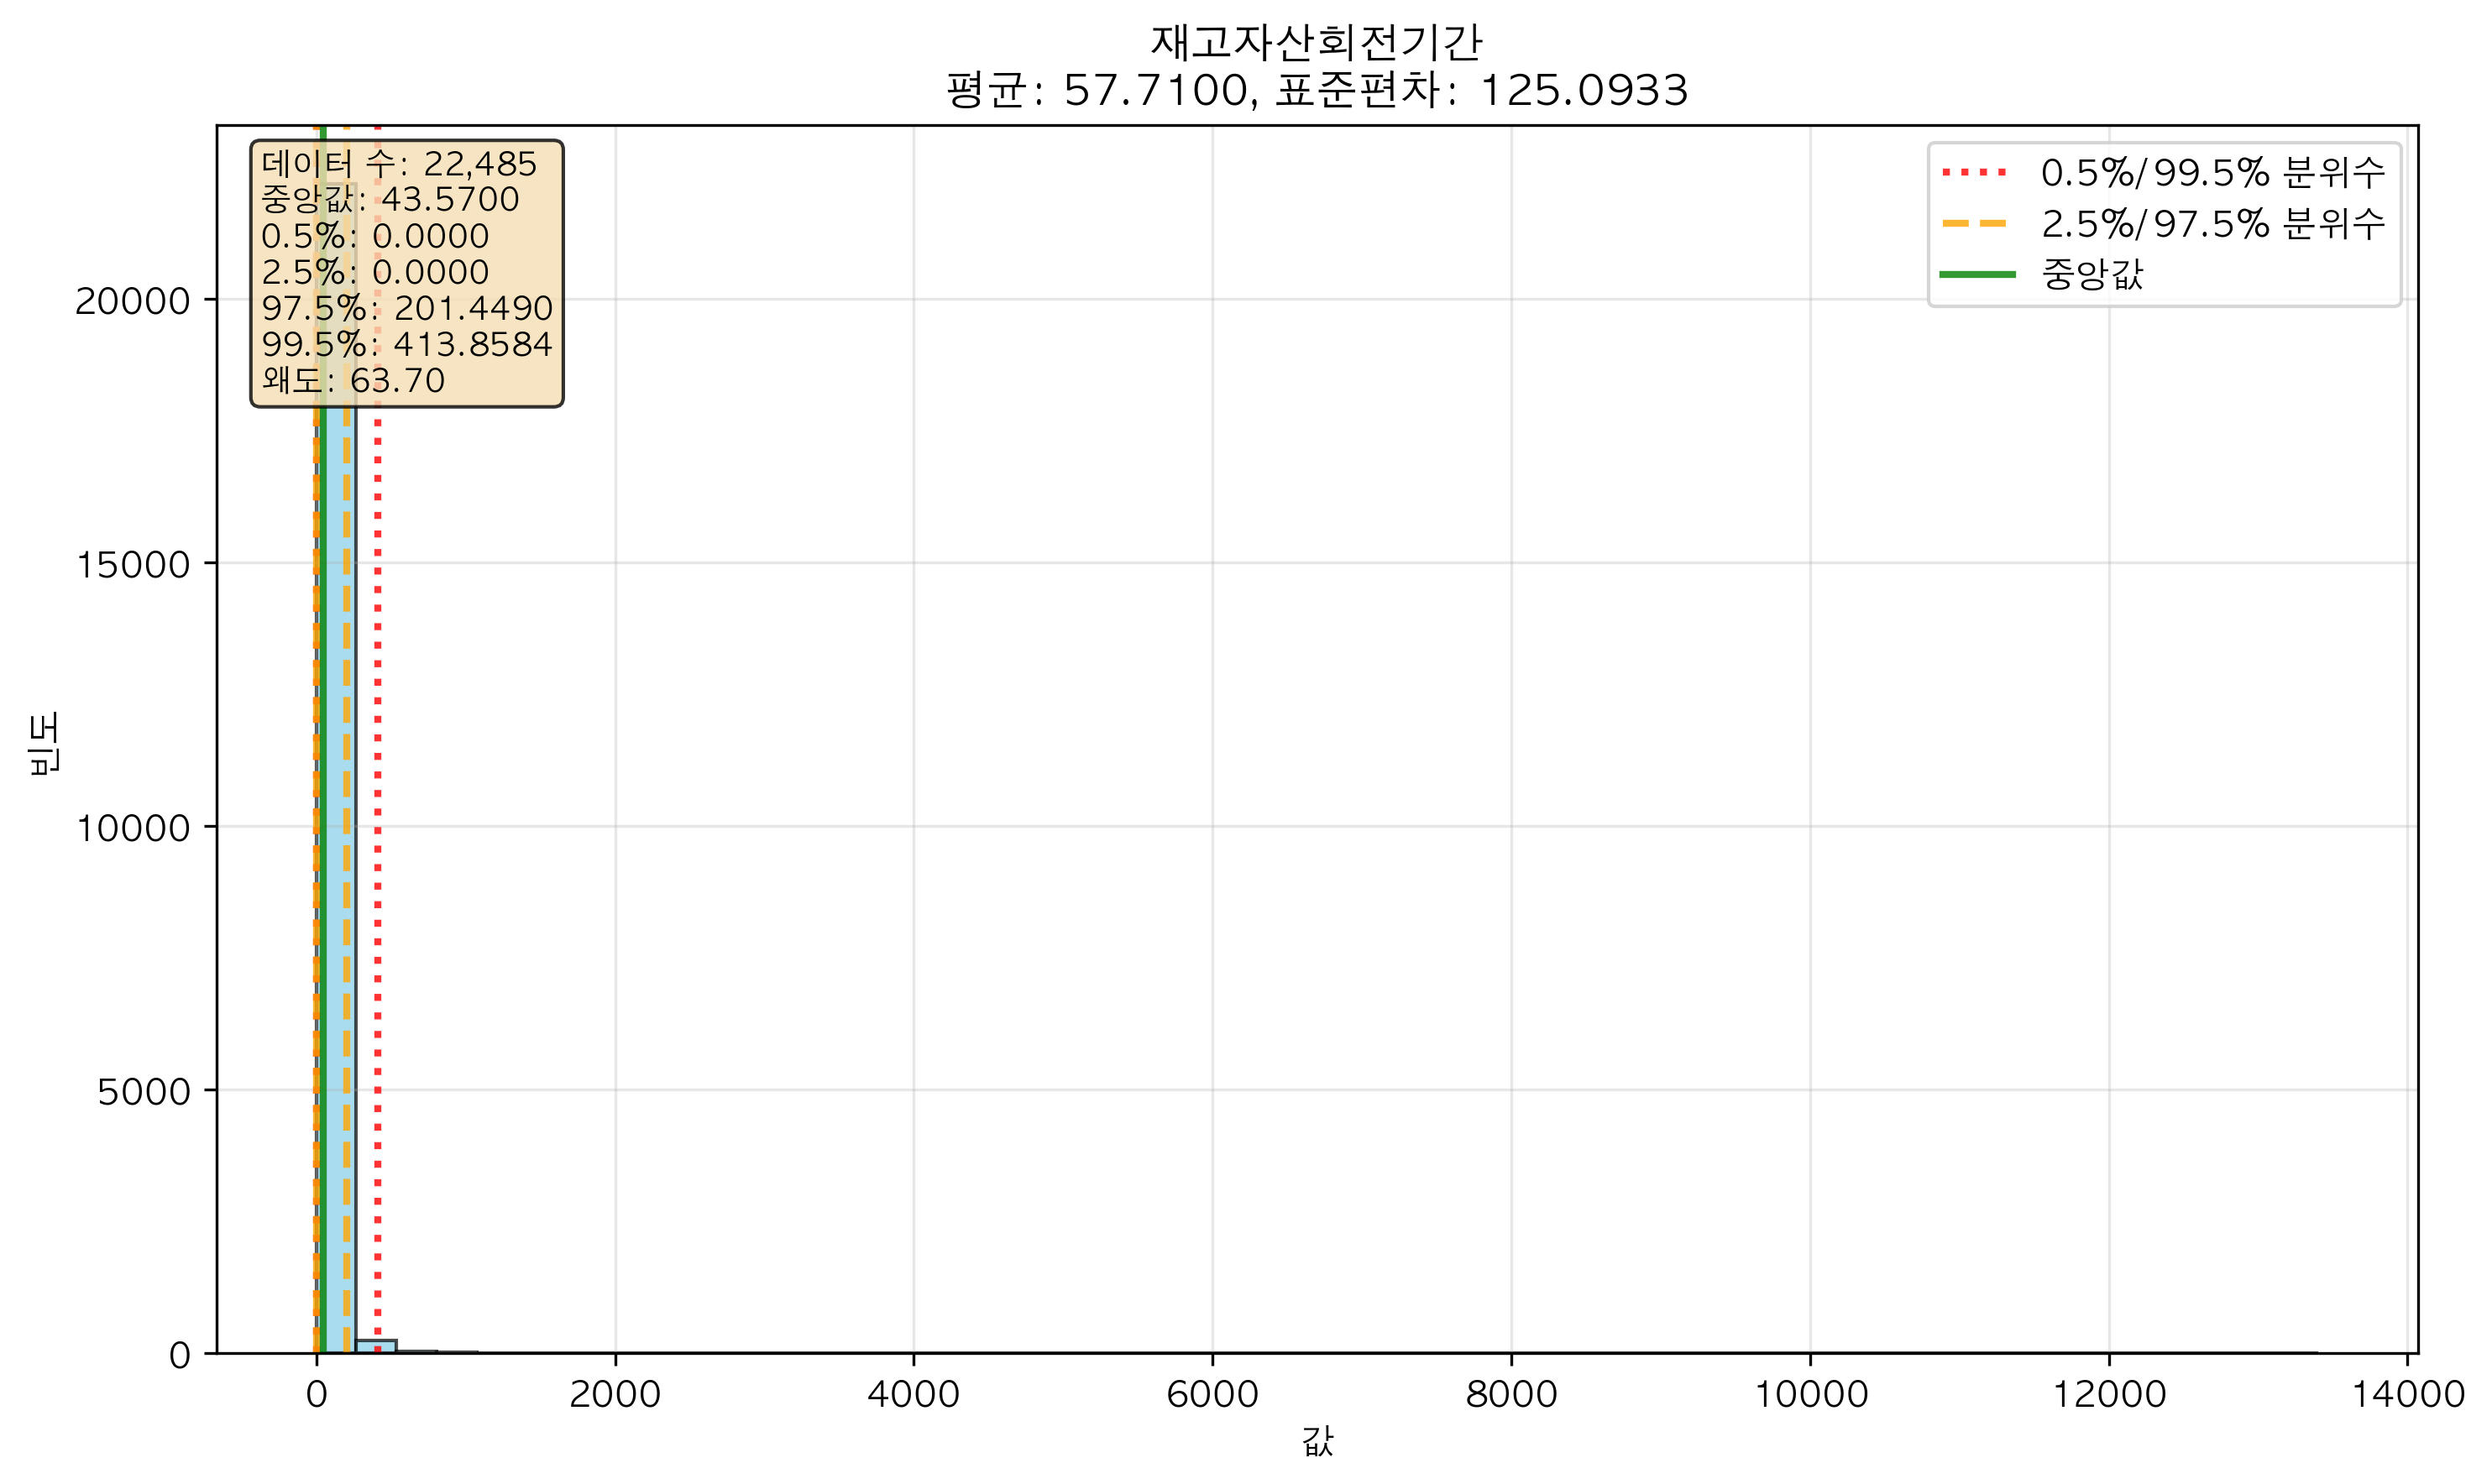 재고자산회전기간
평균: 57.7100, 표준편차: 125.0933
데이터 수: 22,485
중앙값: 43.5700
0.5%: 0.0000
2.5%: 0.0000
97.5%: 201.4490
99.5%: 413.8584
왜도: 63.70
0.5%/99.5% 분위수
2.5%/97.5% 분위수
중앙값
20000
15000
10000
5000
0
빈도
0 2000 4000 6000 8000 10000 12000 14000
값